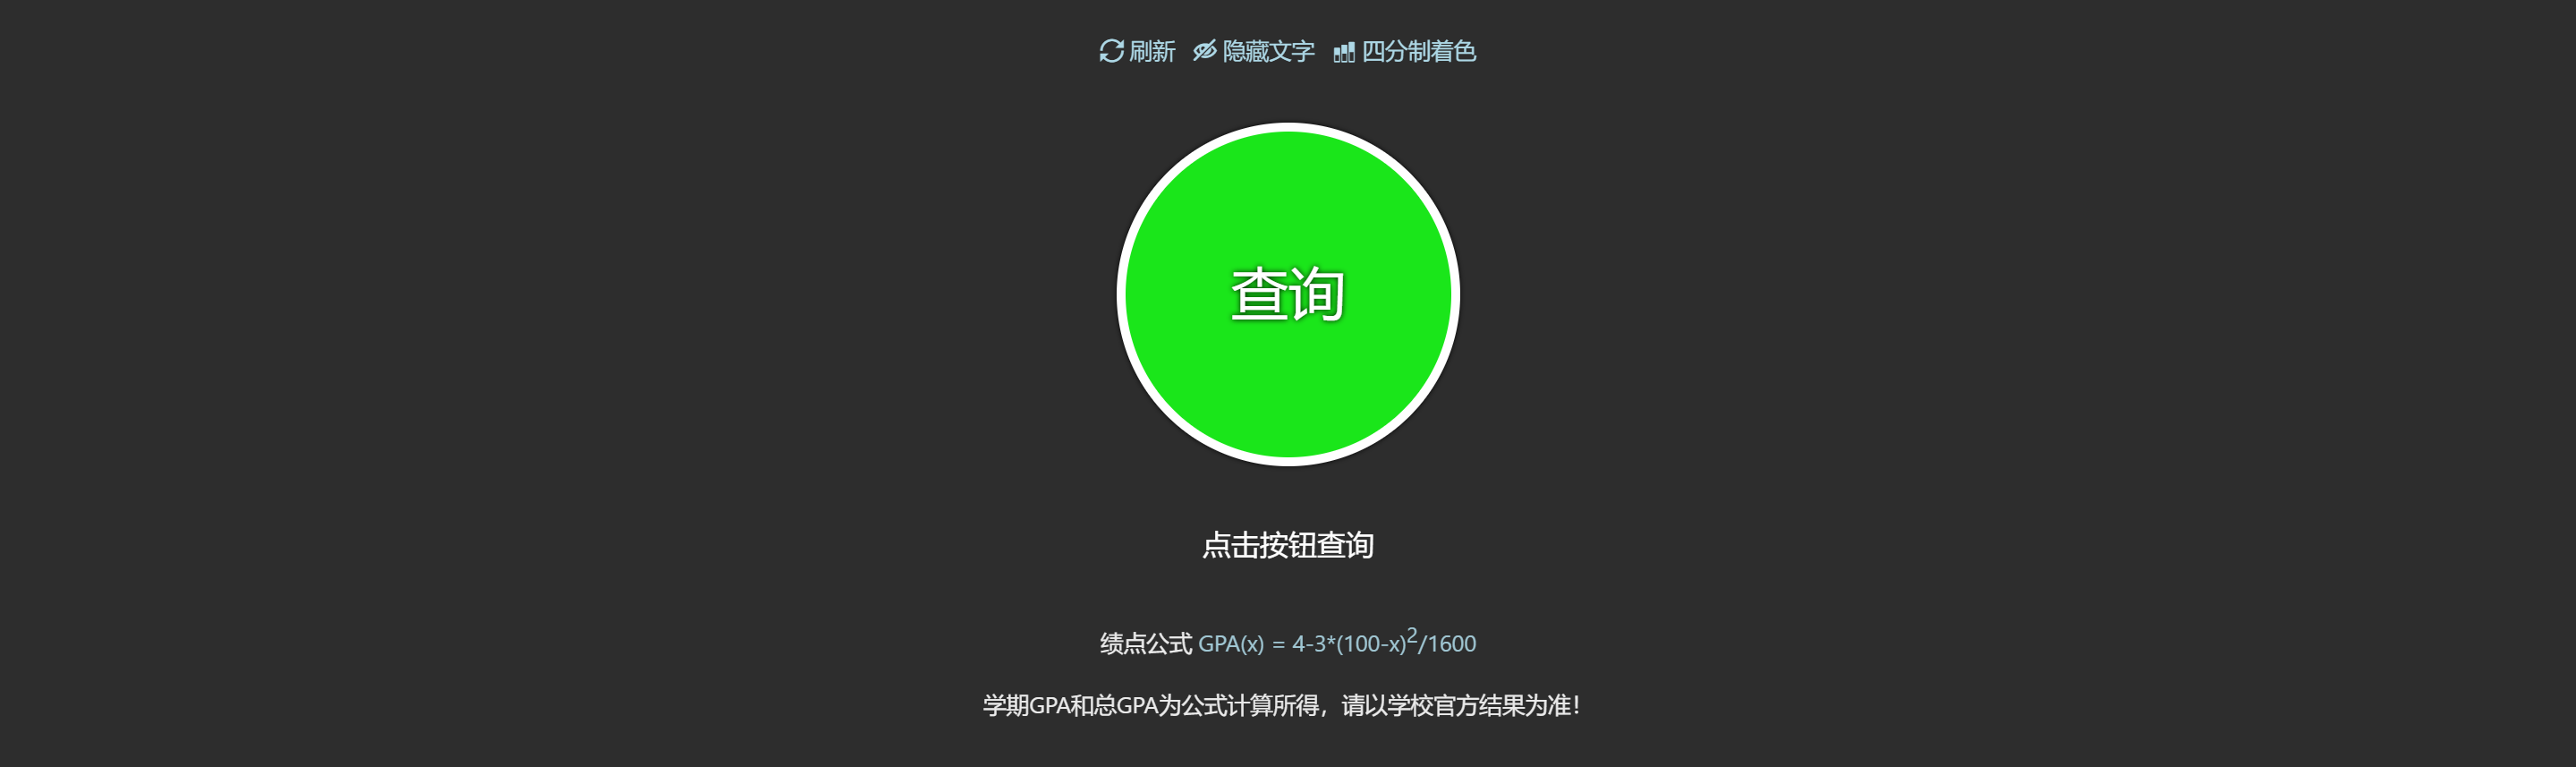 刷新 隐藏文字 四分制着色
查询
点击按钮查询
绩点公式 GPA(x) = 4-3*(100-x)²/1600
学期GPA和总GPA为公式计算所得，请以学校官方结果为准！